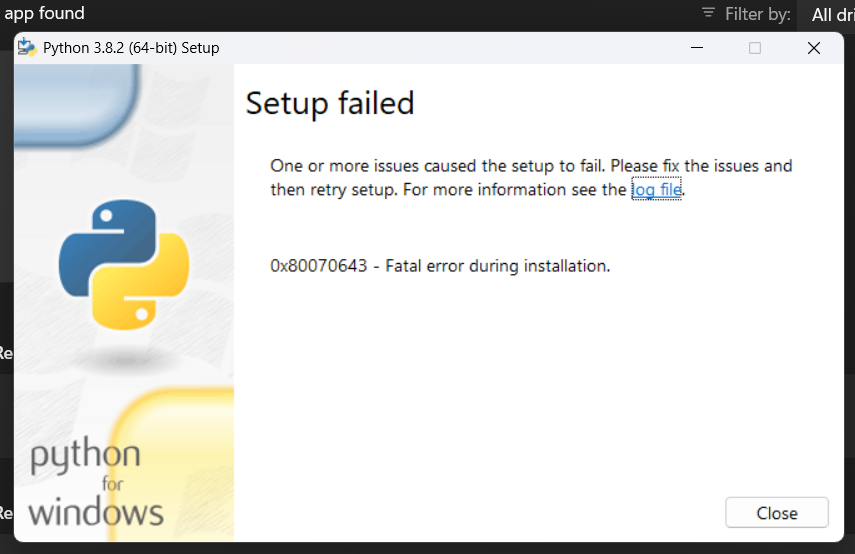 app found
Filter by:
All dri
Python 3.8.2 (64-bit) Setup
Setup failed
One or more issues caused the setup to fail. Please fix the issues and
then retry setup. For more information see the log file.
0x80070643 - Fatal error during installation.
Re
Re
python
for
windows
Close